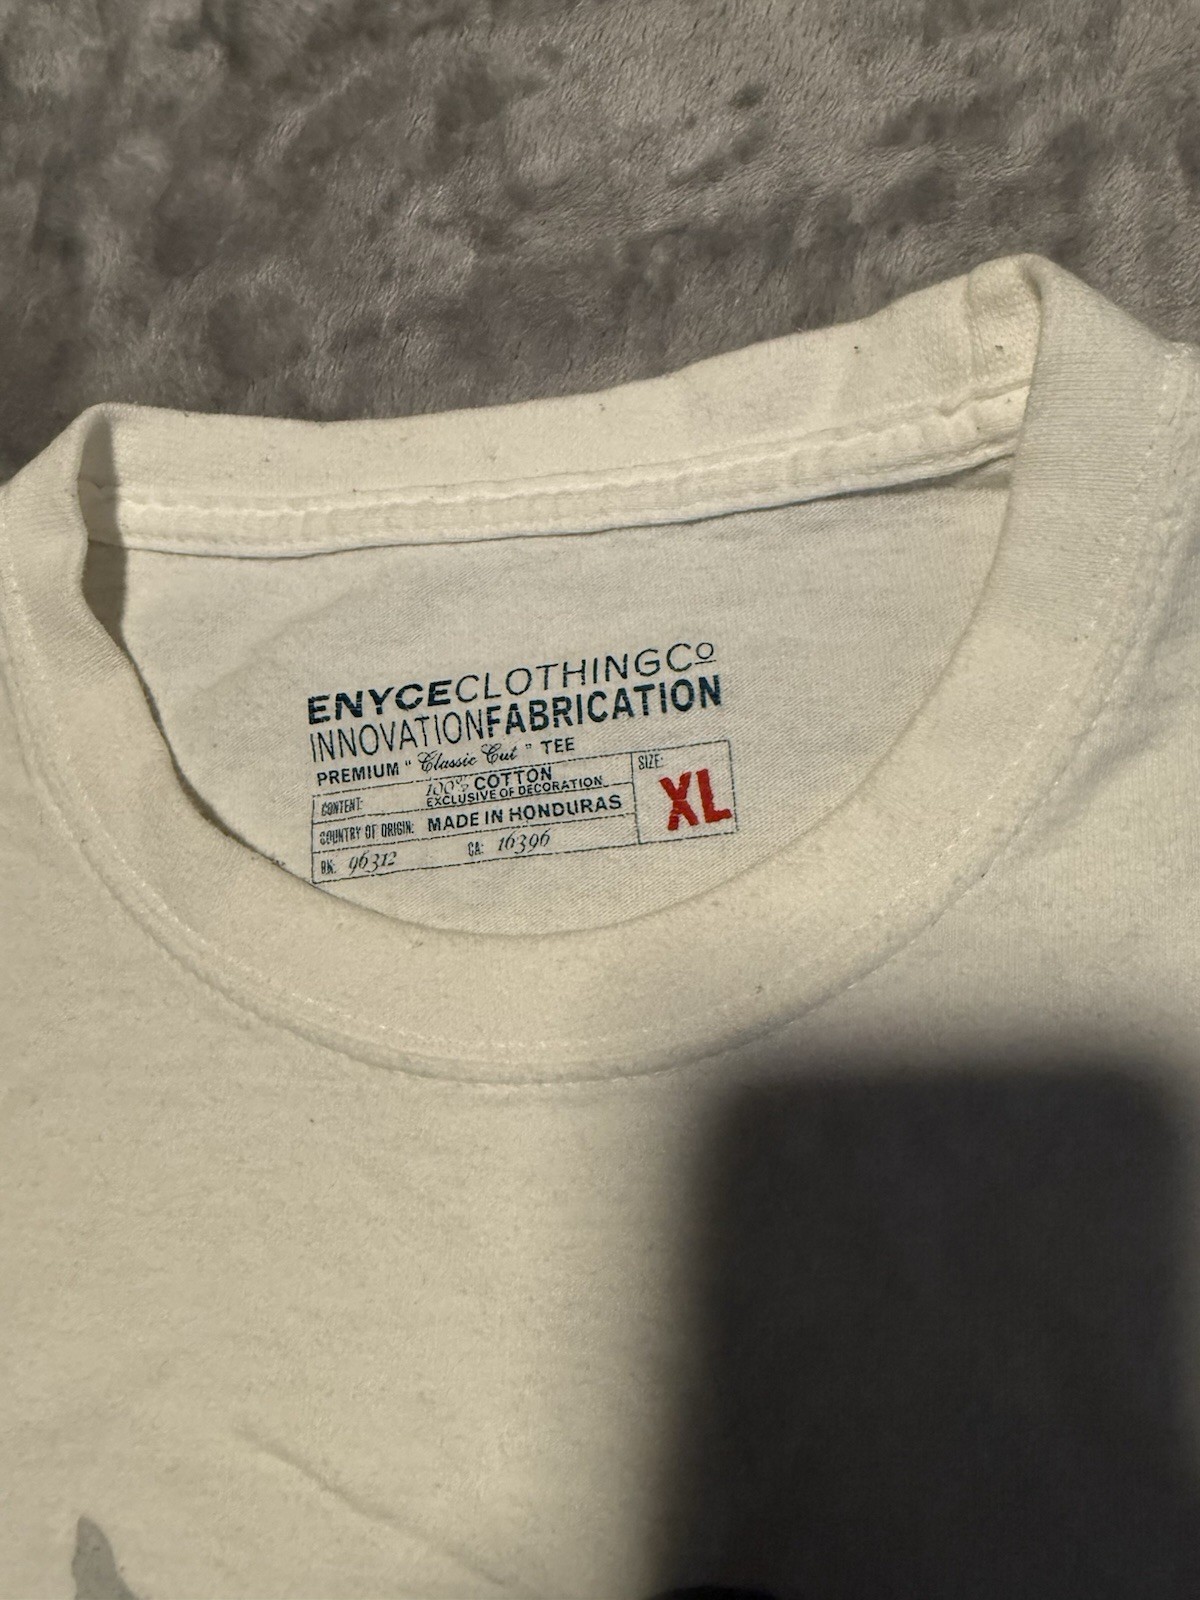 ENYCECLOTHINGCo
INNOVATIONFABRICATION
PREMIUM "Classic Cut" TEE
CONTENT: 100% COTTON
EXCLUSIVE OF DECORATION
COUNTRY OF ORIGIN: MADE IN HONDURAS
RN: 96312 CA: 16396
SIZE:
XL